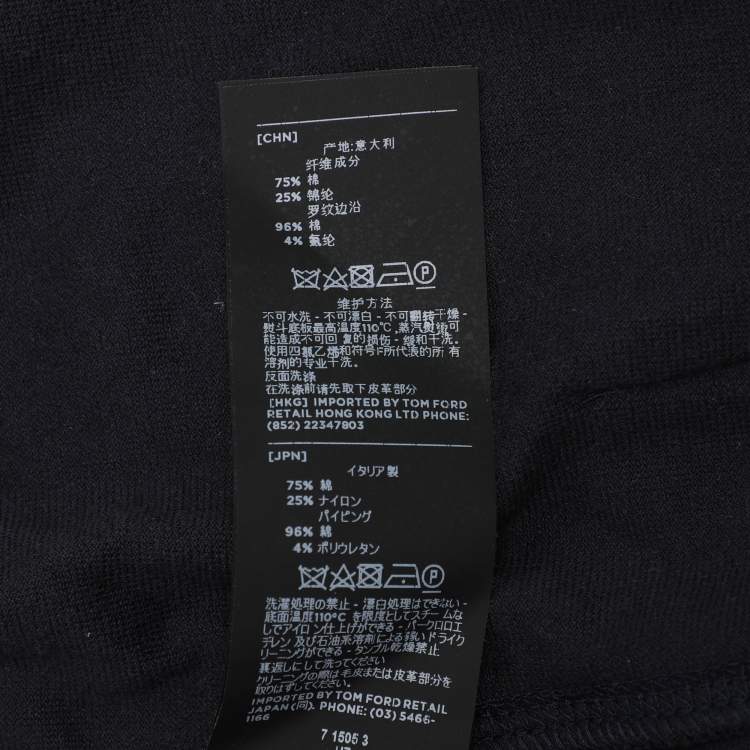 [CHN]
产地:意大利
纤维成分
75% 棉
25% 锦纶
罗纹边沿
96% 棉
4% 氨纶
维护方法
不可水洗 - 不可漂白 - 不可翻转干燥 -
熨斗底板最高温度110℃,蒸汽熨烫可
能造成不可回 复的损伤 - 缓和干洗。
使用四氯乙烯和符号F所代表的所 有
溶剂的专业干洗。
反面洗涤
在洗涤前请先取下皮革部分
[HKG] IMPORTED BY TOM FORD
RETAIL HONG KONG LTD PHONE:
(852) 22347803
[JPN]
イタリア製
75% 綿
25% ナイロン
パイピング
96% 綿
4% ポリウレタン
洗濯処理の禁止 - 漂白処理はできない -
底面温度110℃ を限度としてスチームな
しでアイロン仕上げができる - パークロロエ
チレン 及び石油系溶剤による弱い ドライク
リーニングができる - タンブル乾燥禁止
裏返しにして洗ってください
クリーニングの際は毛皮または皮革部分を
取りはずしてください。
IMPORTED BY TOM FORD RETAIL
JAPAN(同). PHONE: (03) 5466-
1166
7 1505 3